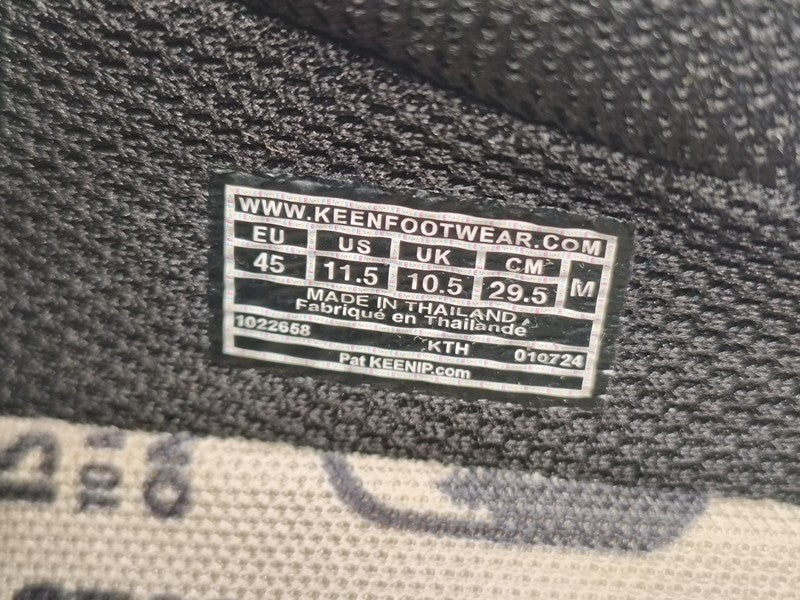 WWW.KEENFOOTWEAR.COM
EU US UK CM M
45 11.5 10.5 29.5
MADE IN THAILAND
Fabriqué en Thaïlande
1022658 KTH 010724
Pat KEENIP.com